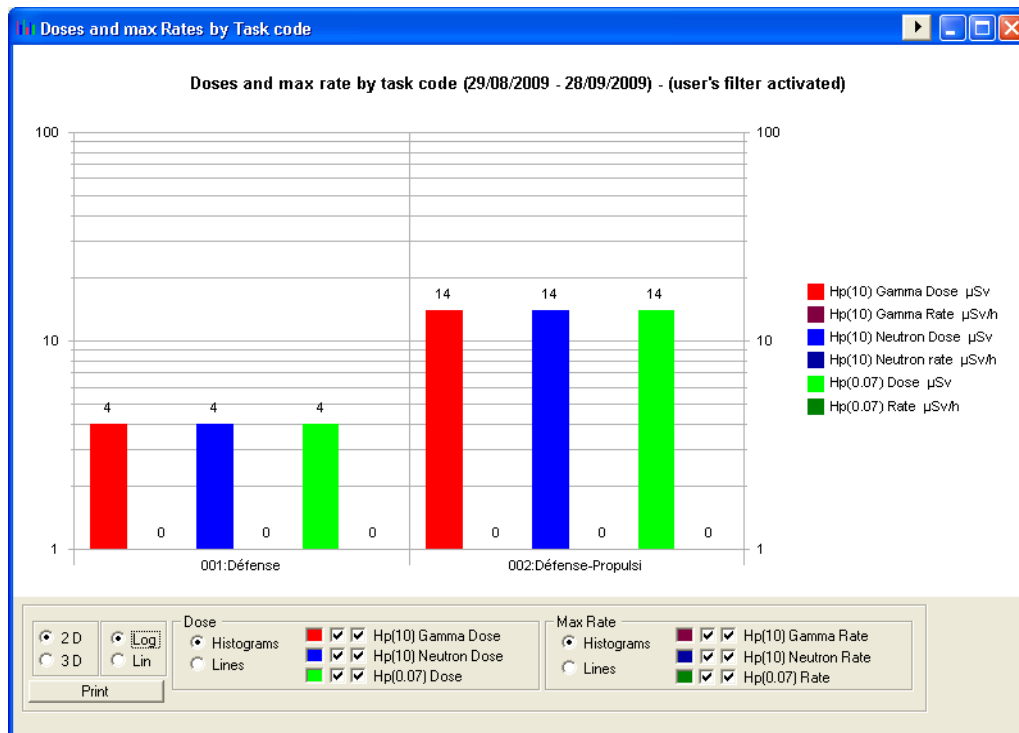 Doses and max Rates by Task code
Doses and max rate by task code (29/08/2009 - 28/09/2009) - (user's filter activated)
100
10
1
4
0
4
0
4
0
14
0
14
0
14
0
001:Défense
002:Défense-Propulsi
100
10
1
Hp(10) Gamma Dose µSv
Hp(10) Gamma Rate µSv/h
Hp(10) Neutron Dose µSv
Hp(10) Neutron rate µSv/h
Hp(0.07) Dose µSv
Hp(0.07) Rate µSv/h
2 D
3 D
Log
Lin
Print
Dose
Histograms
Lines
Hp(10) Gamma Dose
Hp(10) Neutron Dose
Hp(0.07) Dose
Max Rate
Histograms
Lines
Hp(10) Gamma Rate
Hp(10) Neutron Rate
Hp(0.07) Rate